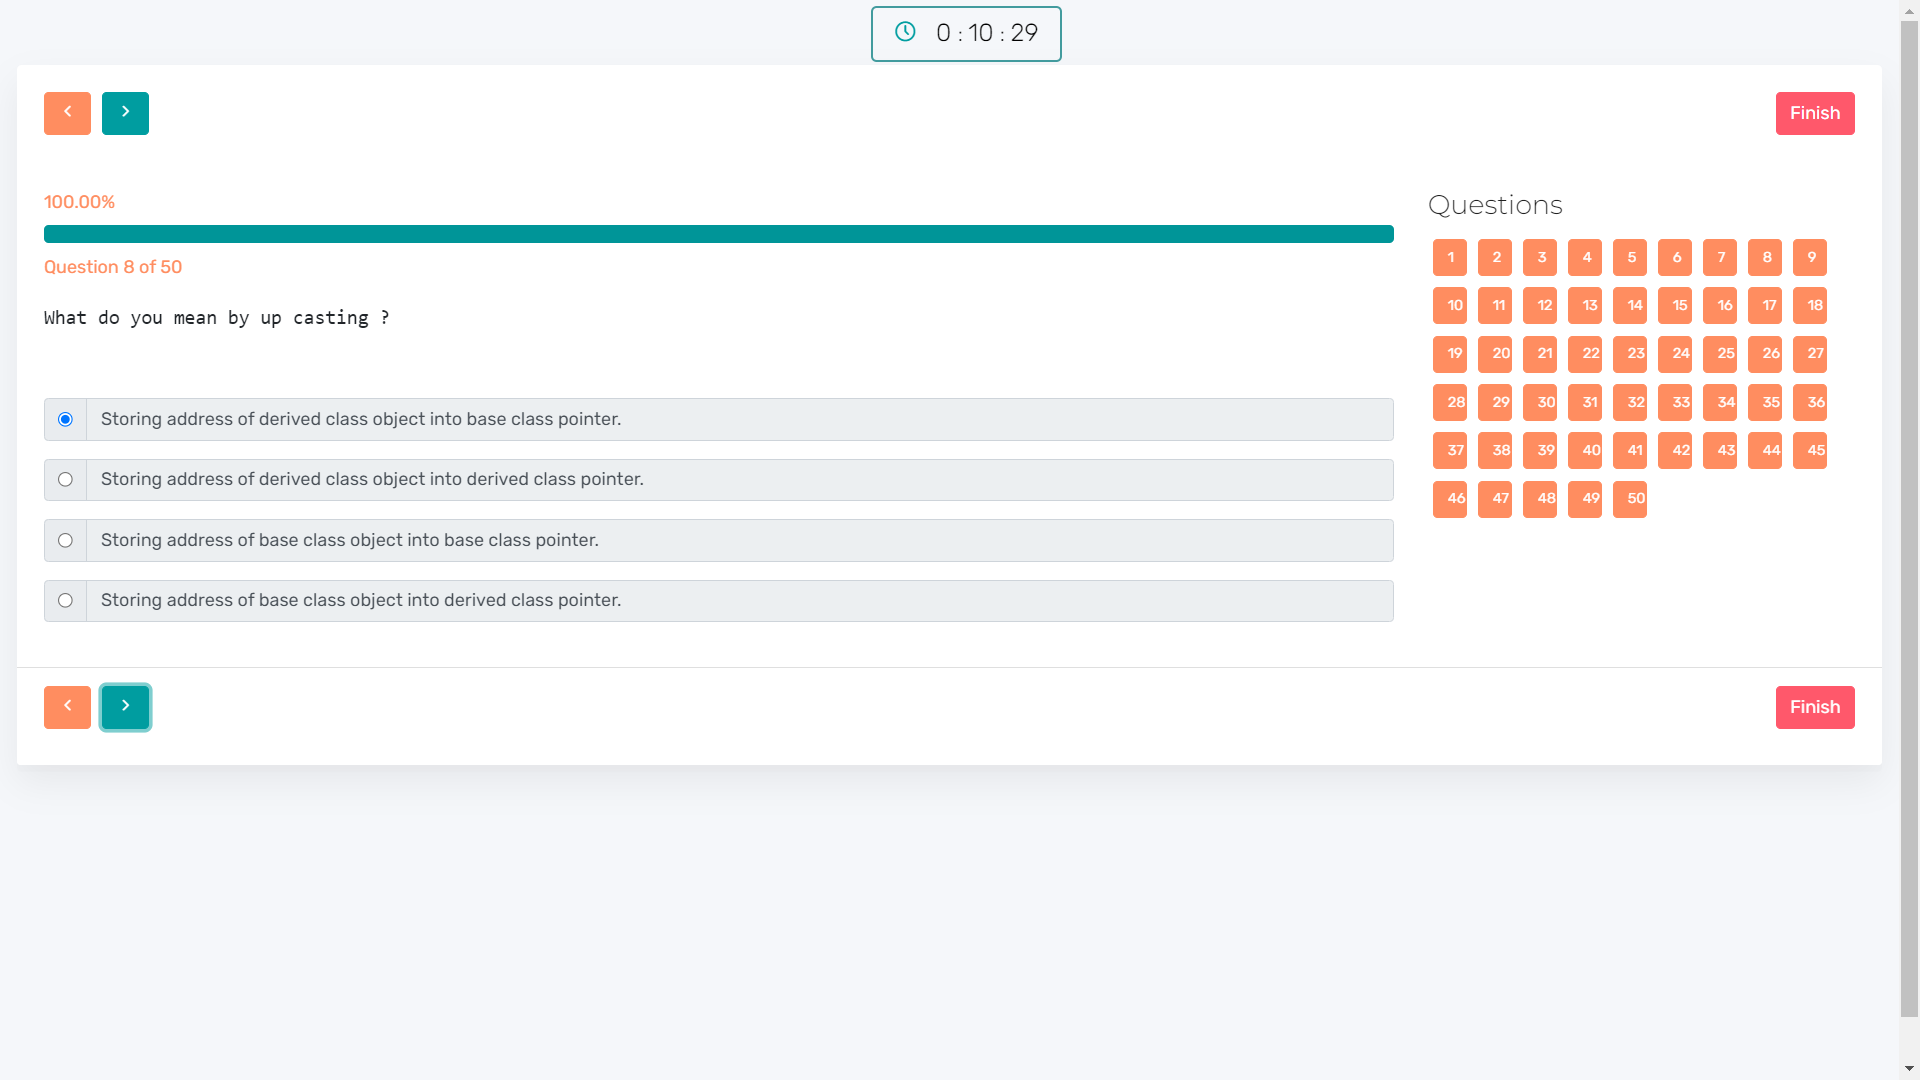 0 : 10 : 29
Finish
100.00%
Question 8 of 50
What do you mean by up casting ?
Storing address of derived class object into base class pointer.
Storing address of derived class object into derived class pointer.
Storing address of base class object into base class pointer.
Storing address of base class object into derived class pointer.
Questions
1 2 3 4 5 6 7 8 9
10 11 12 13 14 15 16 17 18
19 20 21 22 23 24 25 26 27
28 29 30 31 32 33 34 35 36
37 38 39 40 41 42 43 44 45
46 47 48 49 50
Finish